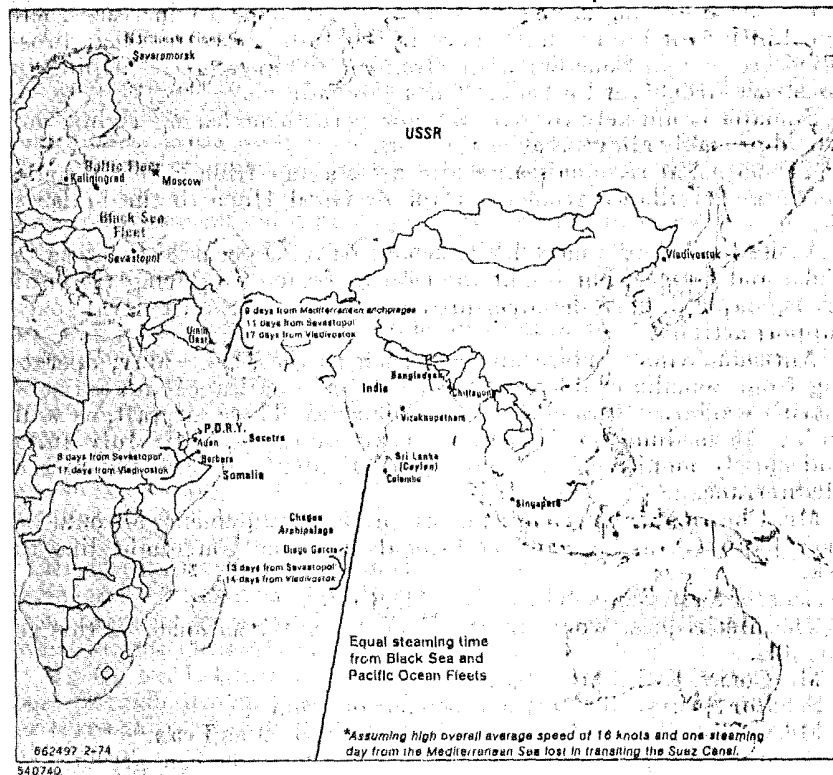 Severomorsk
USSR
Baltic Fleet
Kaliningrad
Moscow
Black Sea
Fleet
Sevastopol
Vladivostok
9 days from Mediterranean anchorages
11 days from Sevastopol
17 days from Vladivostok
Umm
Qasr
Bangladesh
India
Chittagong
Vizakhapatnam
P.D.R.Y.
Aden
Socotra
8 days from Sevastopol
17 days from Vladivostok
Berbera
Somalia
Sri Lanka
(Ceylon)
Colombo
Singapore
Chagos
Archipelago
Diego Garcia
13 days from Sevastopol
14 days from Vladivostok
Equal steaming time
from Black Sea and
Pacific Ocean Fleets
*Assuming high overall average speed of 16 knots and one steaming
day from the Mediterranean Sea lost in transiting the Suez Canal.
662497 2-74
540740